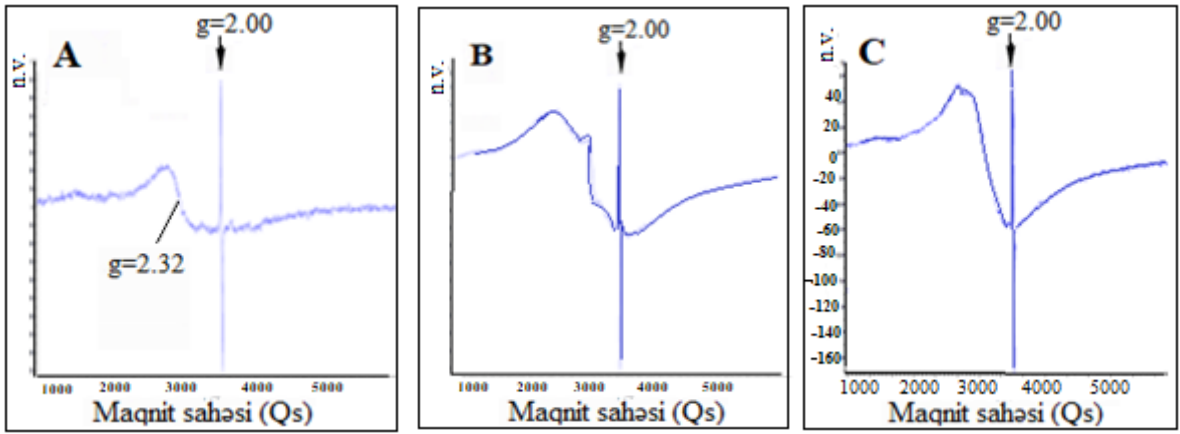 A
g=2.00
n.v.
g=2.32
1000 2000 3000 4000 5000
Maqnit sahəsi (Qs)
B
g=2.00
n.v.
1000 2000 3000 4000 5000
Maqnit sahəsi (Qs)
C
g=2.00
n.v.
40
20
0
-20
-40
-60
-80
-100
-120
-140
-160
1000 2000 3000 4000 5000
Maqnit sahəsi (Qs)